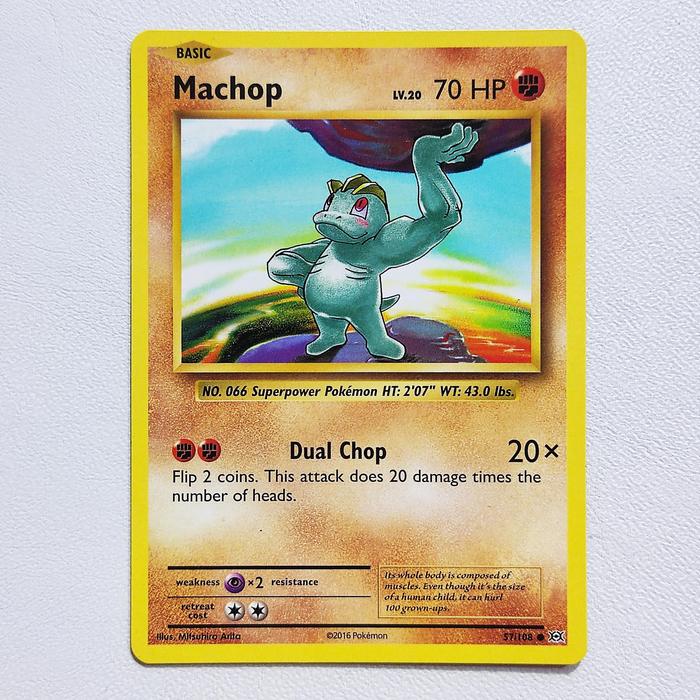 BASIC
Machop
LV.20 70 HP
NO. 066 Superpower Pokémon HT: 2'07" WT: 43.0 lbs.
Dual Chop 20×
Flip 2 coins. This attack does 20 damage times the
number of heads.
weakness ×2 resistance
retreat
cost
Its whole body is composed of
muscles. Even though it's the size
of a human child, it can hurl
100 grown-ups.
Illus. Mitsuhiro Arita
©2016 Pokémon
57/108